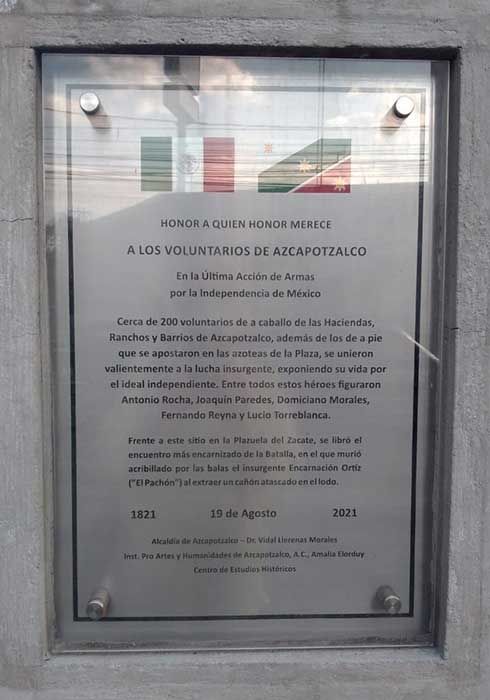 HONOR A QUIEN HONOR MERECE
A LOS VOLUNTARIOS DE AZCAPOTZALCO
En la Última Acción de Armas
por la Independencia de México
Cerca de 200 voluntarios de a caballo de las Haciendas,
Ranchos y Barrios de Azcapotzalco, además de los de a pie
que se apostaron en las azoteas de la Plaza, se unieron
valientemente a la lucha insurgente, exponiendo su vida por
el ideal independiente. Entre todos estos héroes figuraron
Antonio Rocha, Joaquín Paredes, Domiciano Morales,
Fernando Reyna y Lucio Torreblanca.
Frente a este sitio en la Plazuela del Zacate, se libró el
encuentro más encarnizado de la Batalla, en el que murió
acribillado por las balas el insurgente Encarnación Ortiz
("El Pachón") al extraer un cañón atascado en el lodo.
1821 19 de Agosto 2021
Alcaldía de Azcapotzalco – Dr. Vidal Llerenas Morales
Inst. Pro Artes y Humanidades de Azcapotzalco, A.C., Amalia Elorduy
Centro de Estudios Históricos